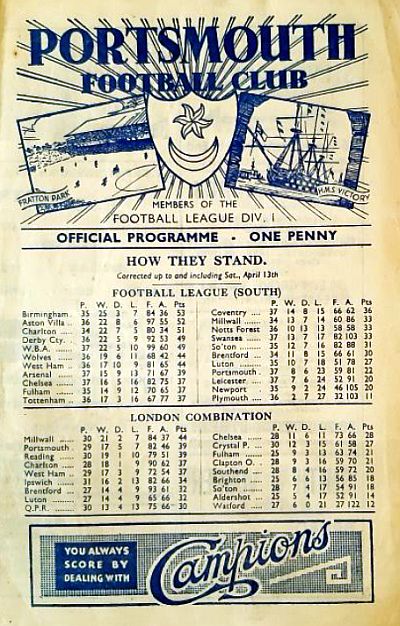 PORTSMOUTH
FOOTBALL CLUB
FRATTON PARK
H.M.S. VICTORY
MEMBERS OF THE
FOOTBALL LEAGUE DIV. I
OFFICIAL PROGRAMME - ONE PENNY
HOW THEY STAND.
Corrected up to and including Sat., April 13th
FOOTBALL LEAGUE (SOUTH)
P. W. D. L. F. A. Pts
Birmingham 35 25 3 7 84 36 53
Aston Villa .. 36 22 8 6 97 55 52
Charlton ..... 34 22 7 5 80 34 51
Derby Cty. .. 36 22 5 9 92 53 49
W.B.A. ...... 37 22 5 10 99 60 49
Wolves ...... 36 19 6 11 68 42 44
West Ham .. 36 17 10 9 81 65 44
Arsenal ...... 37 15 9 13 71 67 39
Chelsea ...... 37 16 5 16 82 75 37
Fulham ...... 35 14 9 12 70 65 37
Tottenham .. 36 17 3 16 67 77 37
P. W. D. L. F. A. Pts
Coventry .... 37 14 8 15 66 62 36
Millwall ...... 34 13 7 14 60 86 33
Notts Forest 36 10 13 13 58 58 33
Swansea ...... 37 13 7 17 82 103 33
So'ton ........ 35 12 7 16 82 88 31
Brentford .... 34 11 8 15 66 61 30
Luton ........ 35 10 7 18 51 78 27
Portsmouth .. 37 8 6 23 59 81 22
Leicester .... 37 7 6 24 52 91 20
Newport .... 35 9 2 24 46 105 20
Plymouth .... 36 2 7 27 32 103 11
LONDON COMBINATION
P. W. D. L. F. A. Pts
Millwall ...... 30 21 2 7 84 37 44
Portsmouth .. 29 17 5 7 82 46 39
Reading ...... 30 19 1 10 79 51 39
Charlton .... 28 18 1 9 90 62 37
West Ham .. 29 17 3 9 72 54 37
Ipswich ...... 31 16 2 13 82 66 34
Brentford .... 27 14 4 9 93 61 32
Luton ........ 27 14 4 9 65 66 32
Q.P.R. ........ 30 13 4 13 75 66 30
P. W. D. L. F. A. Pts
Chelsea ...... 28 11 6 11 73 66 28
Crystal P. .... 30 12 3 15 61 58 27
Fulham ...... 25 9 3 13 63 74 21
Clapton O. .. 28 9 3 16 59 70 21
Southend .... 28 8 4 16 59 72 20
Brighton .... 25 6 6 13 56 85 18
So'ton ........ 28 7 4 17 54 91 18
Aldershot .... 25 5 4 17 52 91 14
Watford .... 27 6 0 21 27 122 12
YOU ALWAYS
SCORE BY
DEALING WITH
Campions